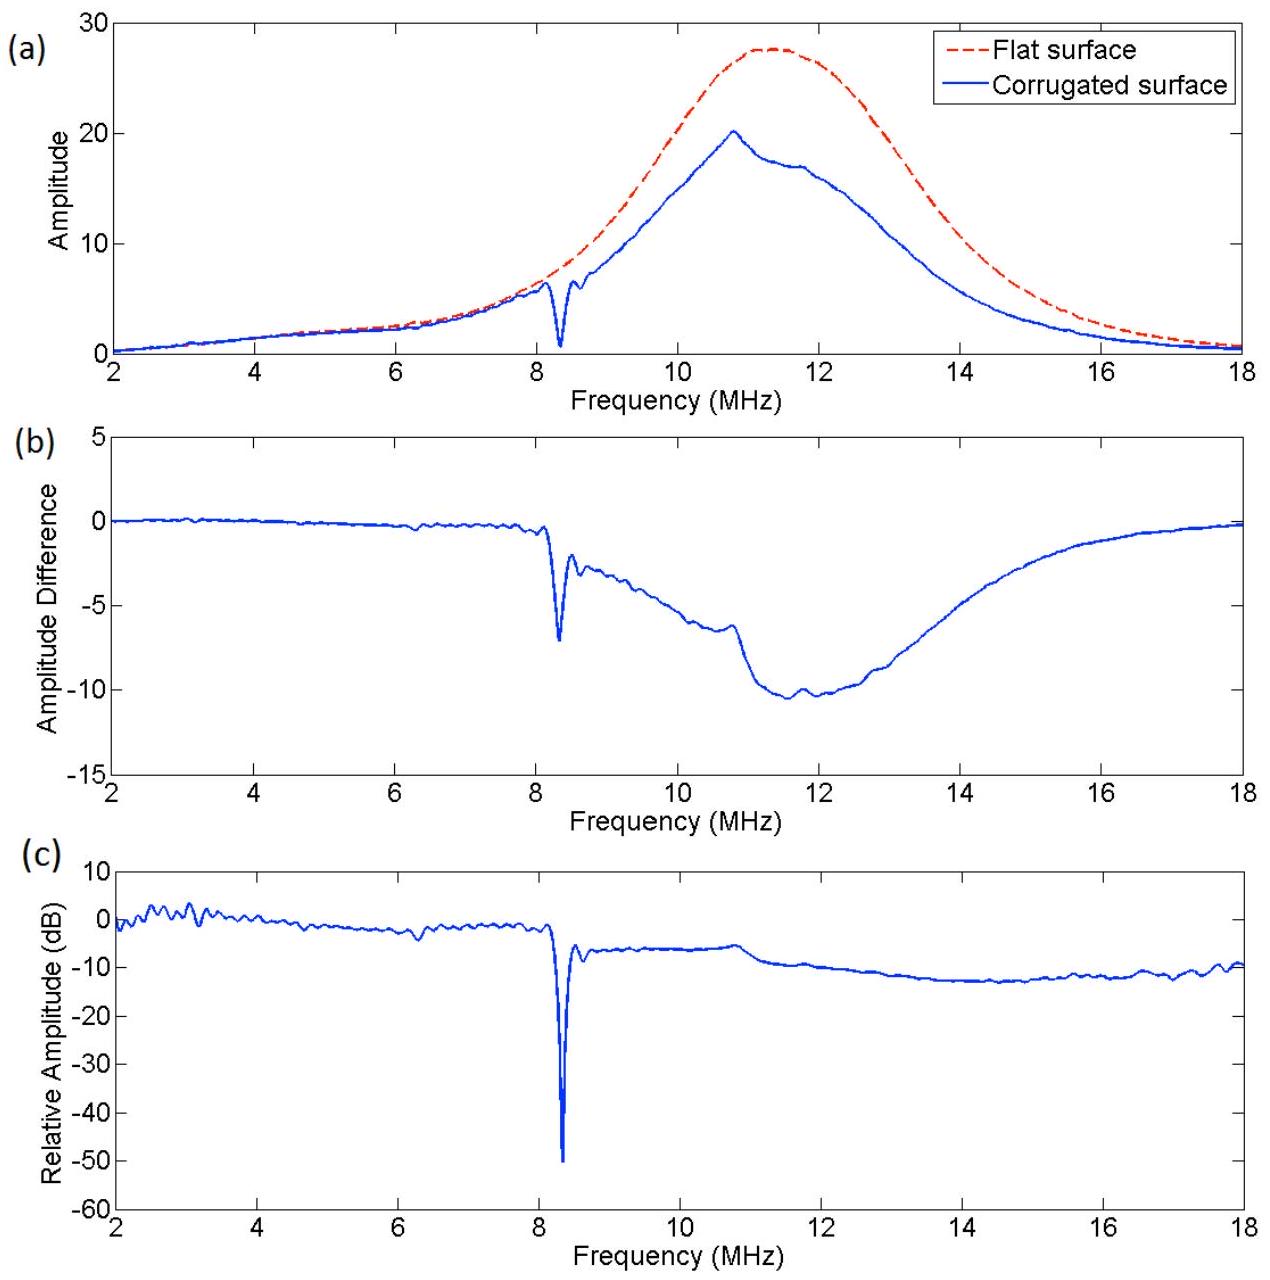 (a)
30
20
10
0
Amplitude
Flat surface
Corrugated surface
2 4 6 8 10 12 14 16 18
Frequency (MHz)
(b)
5
0
-5
-10
-15
Amplitude Difference
2 4 6 8 10 12 14 16 18
Frequency (MHz)
(c)
10
0
-10
-20
-30
-40
-50
-60
Relative Amplitude (dB)
2 4 6 8 10 12 14 16 18
Frequency (MHz)